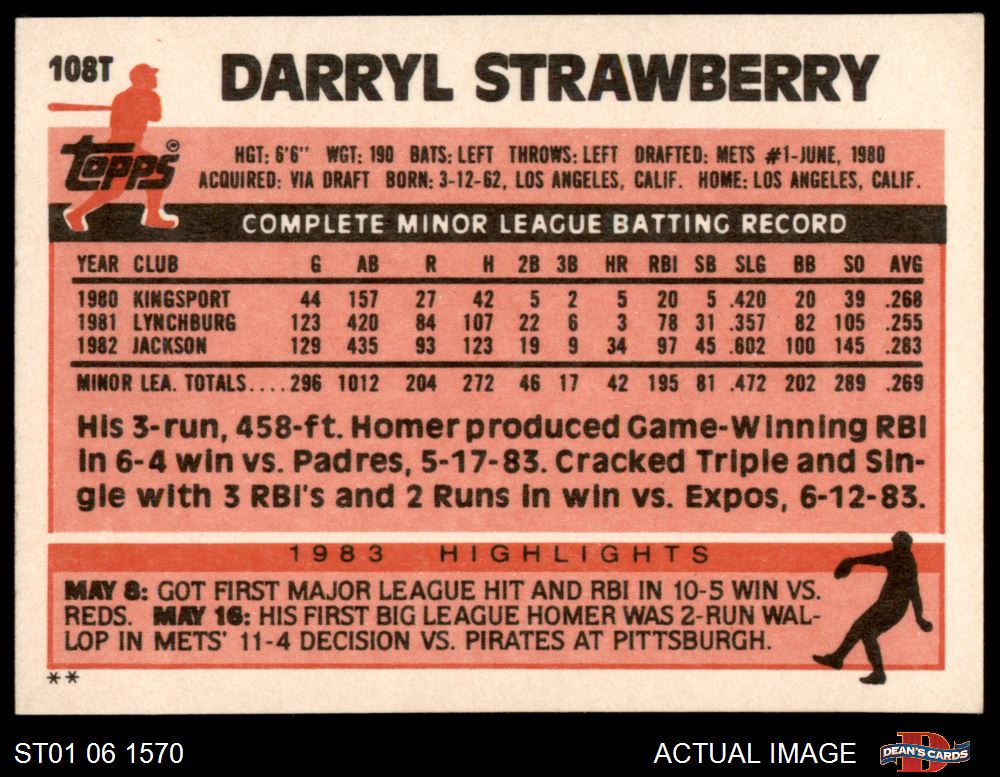 108T
DARRYL STRAWBERRY
topps®
HGT: 6'6" WGT: 190 BATS: LEFT THROWS: LEFT DRAFTED: METS #1-JUNE, 1980
ACQUIRED: VIA DRAFT BORN: 3-12-62, LOS ANGELES, CALIF. HOME: LOS ANGELES, CALIF.
COMPLETE MINOR LEAGUE BATTING RECORD
YEAR CLUB G AB R H 2B 3B HR RBI SB SLG BB SO AVG
1980 KINGSPORT 44 157 27 42 5 2 5 20 5 .420 20 39 .268
1981 LYNCHBURG 123 420 84 107 22 6 3 78 31 .357 82 105 .255
1982 JACKSON 129 435 93 123 19 9 34 97 45 .602 100 145 .283
MINOR LEA. TOTALS.... 296 1012 204 272 46 17 42 195 81 .472 202 289 .269
His 3-run, 458-ft. Homer produced Game-Winning RBI
in 6-4 win vs. Padres, 5-17-83. Cracked Triple and Sin-
gle with 3 RBI's and 2 Runs in win vs. Expos, 6-12-83.
1983 HIGHLIGHTS
MAY 8: GOT FIRST MAJOR LEAGUE HIT AND RBI IN 10-5 WIN VS.
REDS. MAY 16: HIS FIRST BIG LEAGUE HOMER WAS 2-RUN WAL-
LOP IN METS' 11-4 DECISION VS. PIRATES AT PITTSBURGH.
**
ST01 06 1570
ACTUAL IMAGE
D
DEAN'S CARDS